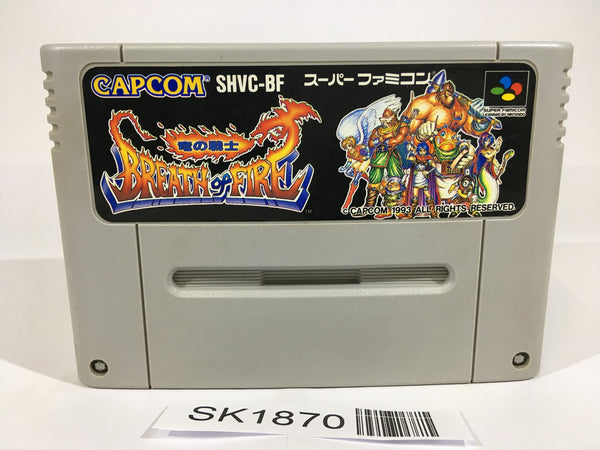 CAPCOM SHVC-BF スーパーファミコン
SUPER FAMICOM
竜の戦士
BREATH of FIRE
TM
© CAPCOM 1993 ALL RIGHTS RESERVED
SK1870